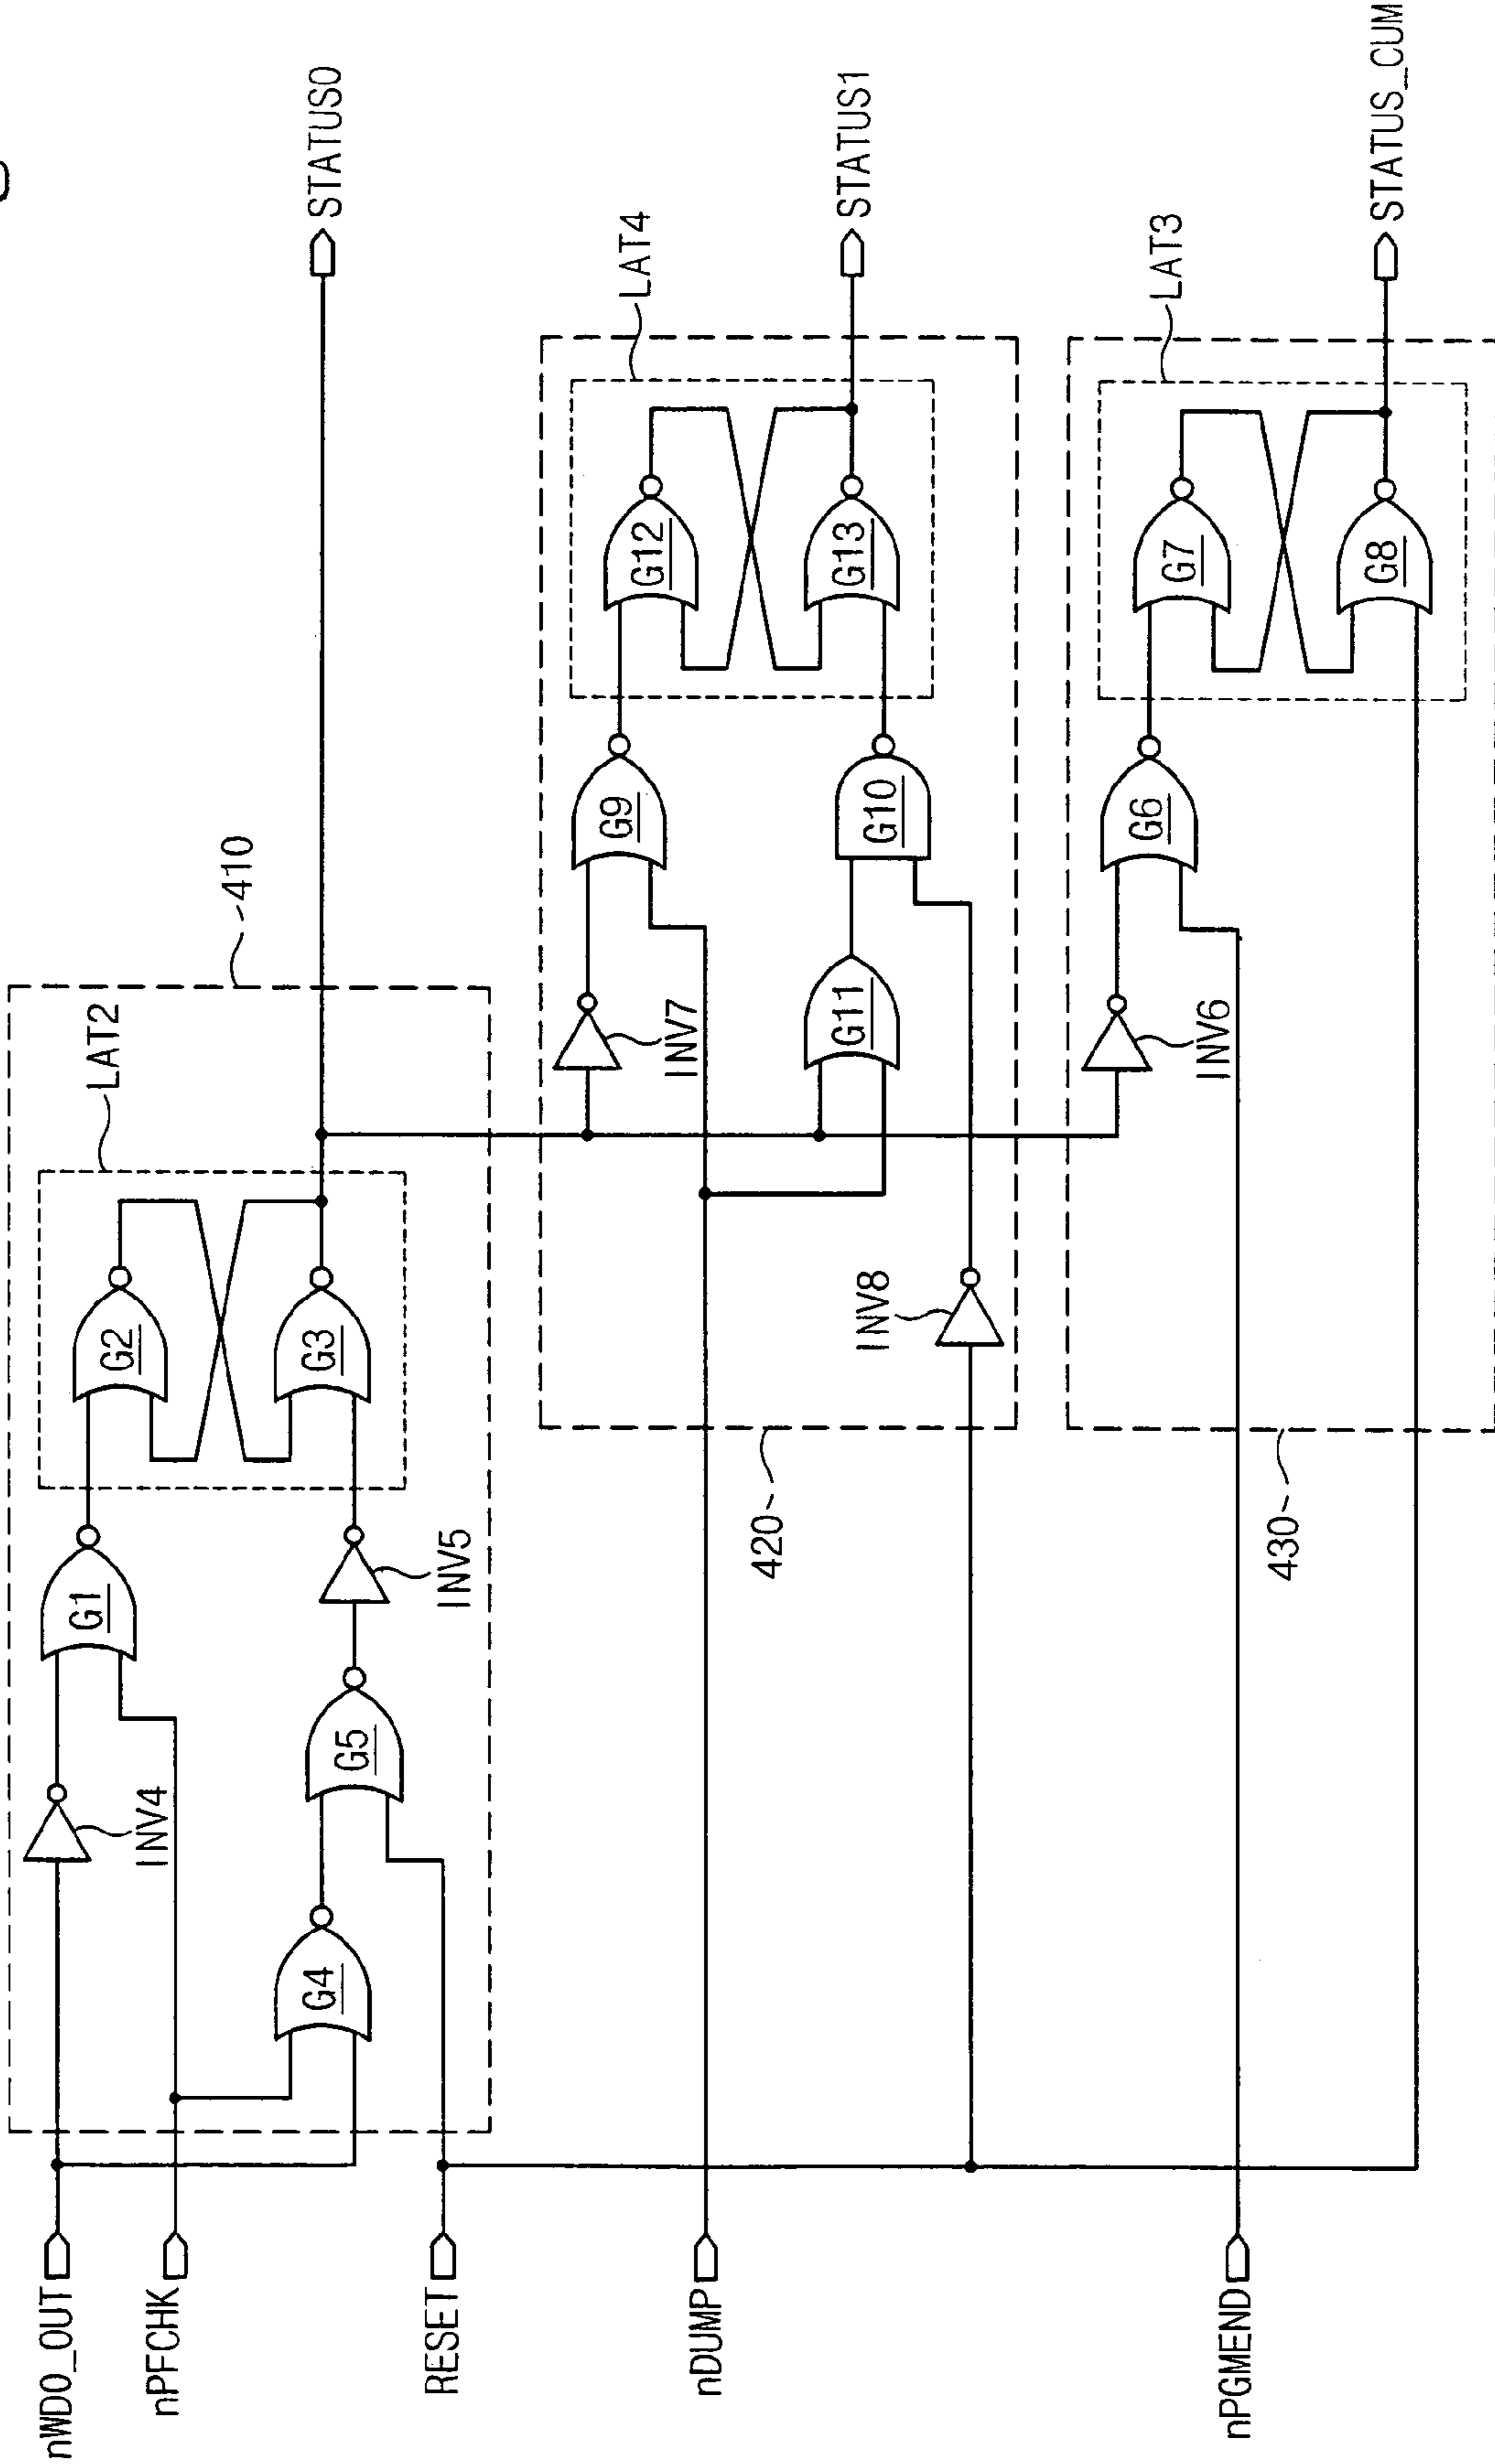 nWDO_OUT
G1
LAT2
G2
INV4
nPFCHK
410
G4
G3
STATUS0
G5
RESET
INV5
G9
LAT4
G12
INV7
nDUMP
420
G11
G10
G13
STATUS1
INV8
G6
LAT3
G7
INV6
nPGMEND
430
G8
STATUS_CUM